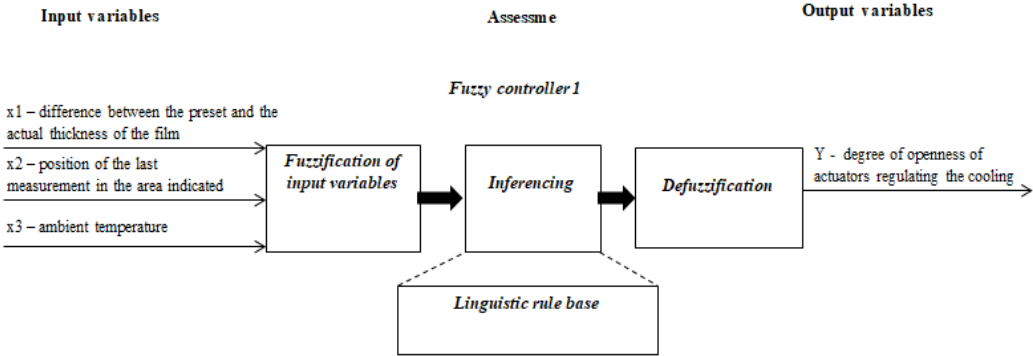 Input variables
Assessme
Output variables
Fuzzy controller 1
x1 – difference between the preset and the
actual thickness of the film
x2 – position of the last
measurement in the area indicated
x3 – ambient temperature
Fuzzification of
input variables
Inferencing
Defuzzification
Y - degree of openness of
actuators regulating the cooling
Linguistic rule base